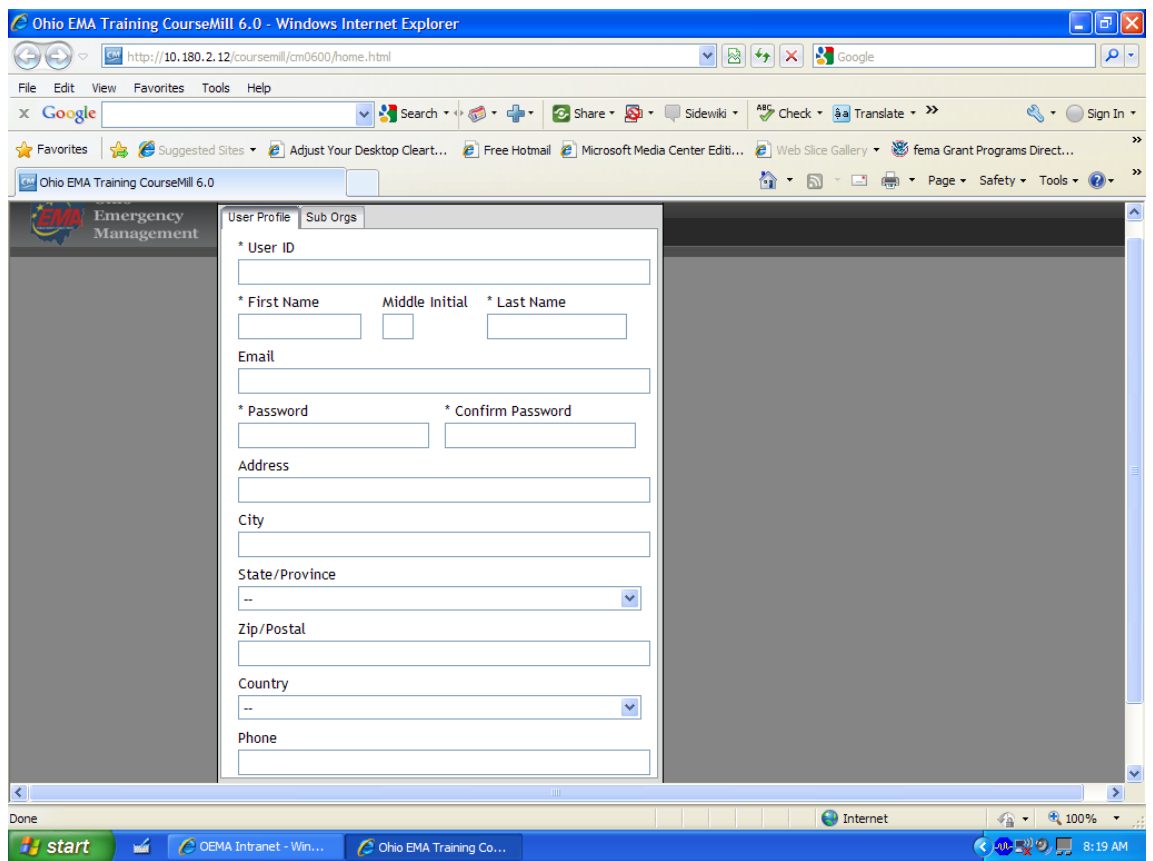 Ohio EMA Training CourseMill 6.0 - Windows Internet Explorer
CM http://10.180.2.12/coursemill/cm0600/home.html Google
File Edit View Favorites Tools Help
x Google Search Share Sidewiki ABC Check aa Translate » Sign In
Favorites Suggested Sites Adjust Your Desktop Cleart... Free Hotmail Microsoft Media Center Editi... Web Slice Gallery fema Grant Programs Direct... »
CM Ohio EMA Training CourseMill 6.0 Page Safety Tools »
EMA
Emergency
Management
User Profile Sub Orgs
* User ID
* First Name Middle Initial * Last Name
Email
* Password * Confirm Password
Address
City
State/Province
--
Zip/Postal
Country
--
Phone
Done Internet 100%
start OEMA Intranet - Win... Ohio EMA Training Co... 8:19 AM